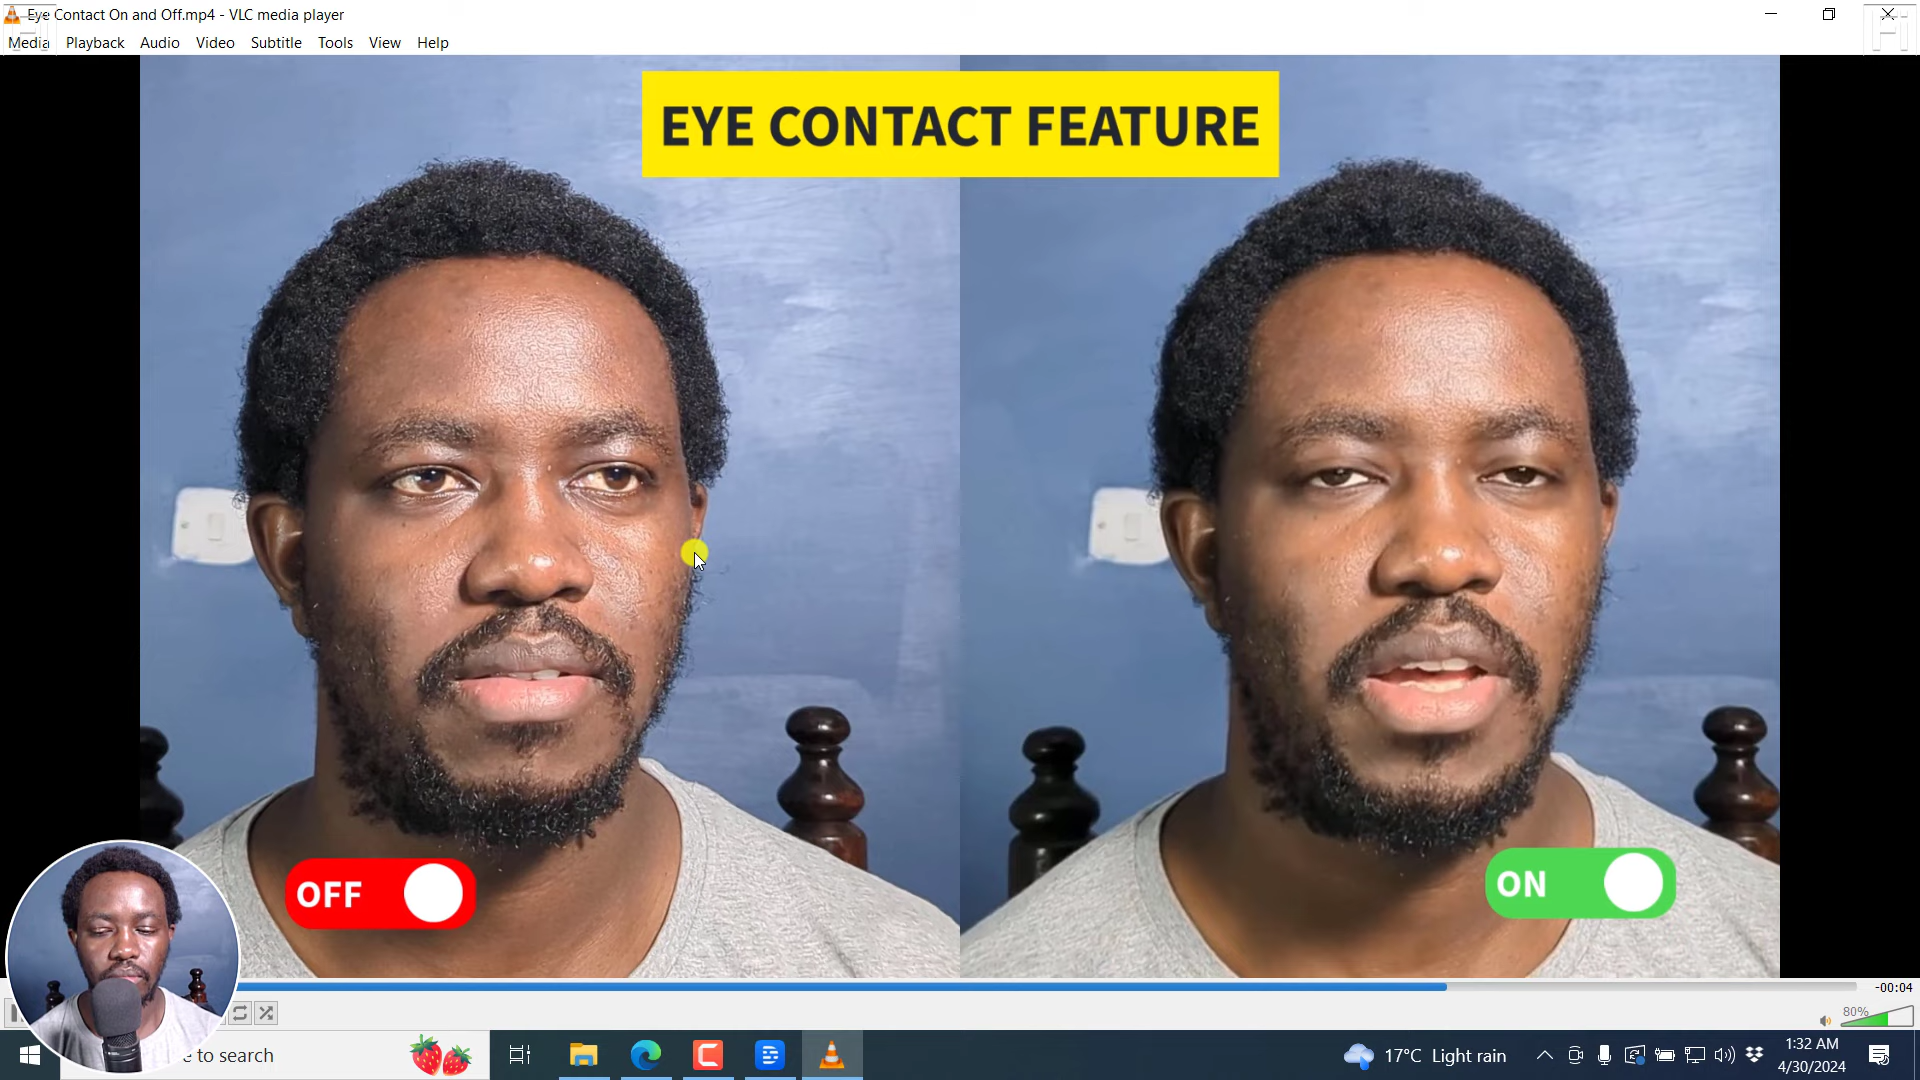 Eye Contact On and Off.mp4 - VLC media player
Media Playback Audio Video Subtitle Tools View Help
EYE CONTACT FEATURE
OFF
ON
-00:04
80%
e to search
17°C Light rain
1:32 AM
4/30/2024